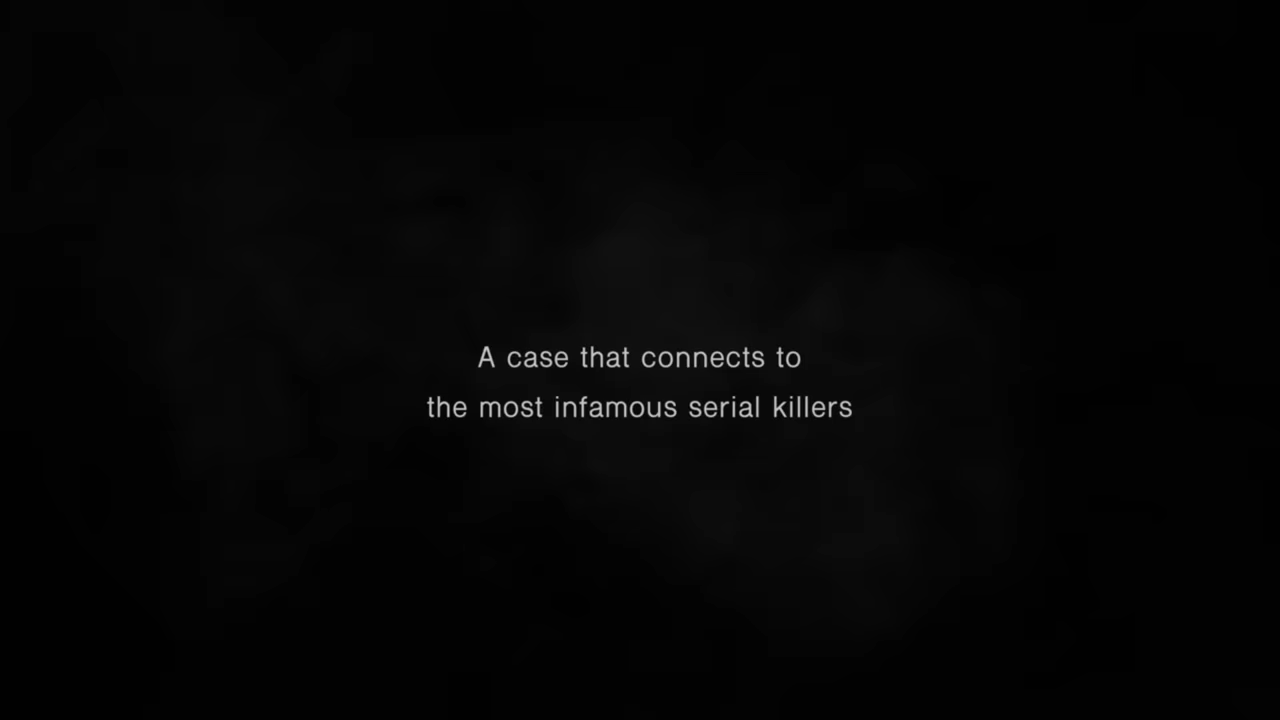 A case that connects to
the most infamous serial killers